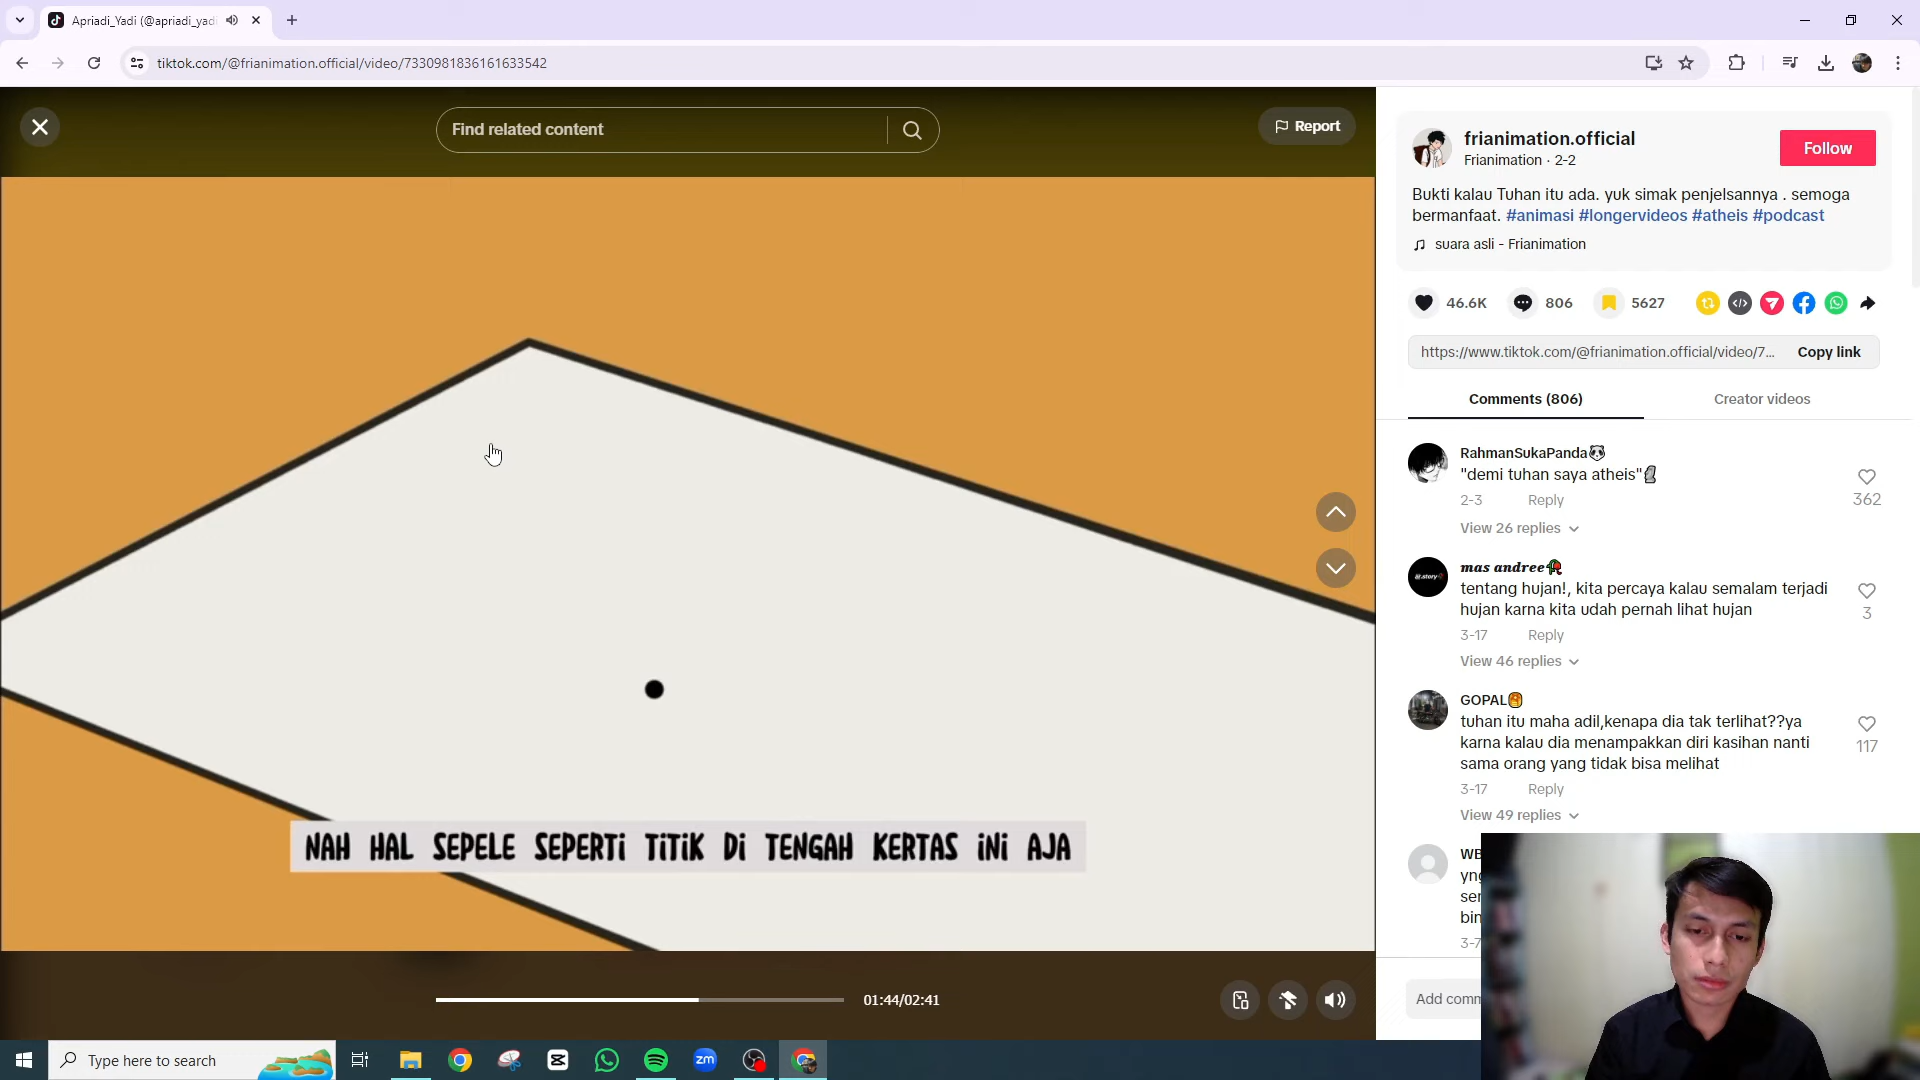 Apriadi_Yadi (@apriadi_yadi
tiktok.com/@frianimation.official/video/7330981836161633542
Find related content
Report
NAH HAL SEPELE SEPERTI TITIK DI TENGAH KERTAS INI AJA
01:44/02:41
frianimation.official
Frianimation · 2-2
Follow
Bukti kalau Tuhan itu ada. yuk simak penjelsannya . semoga
bermanfaat. #animasi #longervideos #atheis #podcast
suara asli - Frianimation
46.6K
806
5627
https://www.tiktok.com/@frianimation.official/video/7...
Copy link
Comments (806)
Creator videos
RahmanSukaPanda🐼
"demi tuhan saya atheis"🗿
2-3
Reply
362
View 26 replies
mas andree
tentang hujan!, kita percaya kalau semalam terjadi
hujan karna kita udah pernah lihat hujan
3-17
Reply
3
View 46 replies
GOPAL
tuhan itu maha adil,kenapa dia tak terlihat??ya
karna kalau dia menampakkan diri kasihan nanti
sama orang yang tidak bisa melihat
3-17
Reply
117
View 49 replies
Add comm
Type here to search
zm